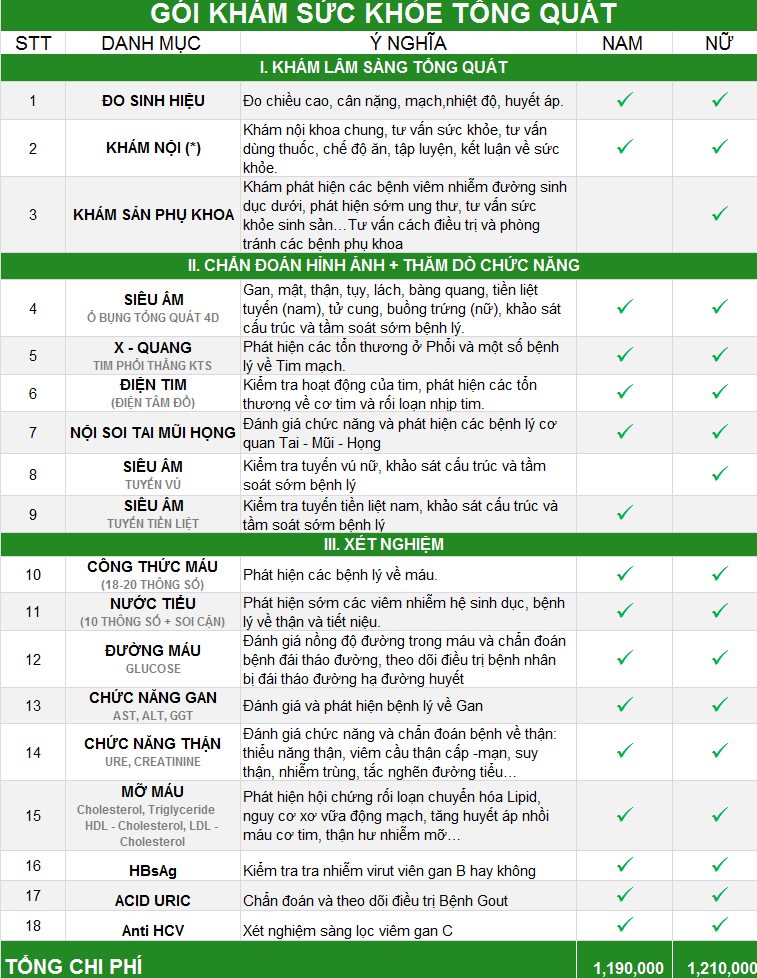 GÓI KHÁM SỨC KHỎE TỔNG QUÁT
STT DANH MỤC Ý NGHĨA NAM NỮ
I. KHÁM LÂM SÀNG TỔNG QUÁT
1 ĐO SINH HIỆU Đo chiều cao, cân nặng, mạch,nhiệt độ, huyết áp. ✓ ✓
2 KHÁM NỘI (*) Khám nội khoa chung, tư vấn sức khỏe, tư vấn
dùng thuốc, chế độ ăn, tập luyện, kết luận về sức
khỏe. ✓ ✓
3 KHÁM SẢN PHỤ KHOA Khám phát hiện các bệnh viêm nhiễm đường sinh
dục dưới, phát hiện sớm ung thư, tư vấn sức
khỏe sinh sản…Tư vấn cách điều trị và phòng
tránh các bệnh phụ khoa ✓
II. CHẨN ĐOÁN HÌNH ẢNH + THĂM DÒ CHỨC NĂNG
4 SIÊU ÂM
Ổ BỤNG TỔNG QUÁT 4D
Gan, mật, thận, tụy, lách, bàng quang, tiền liệt
tuyến (nam), tử cung, buồng trứng (nữ), khảo sát
cấu trúc và tầm soát sớm bệnh lý. ✓ ✓
5 X - QUANG
TIM PHỔI THẲNG KTS
Phát hiện các tổn thương ở Phổi và một số bệnh
lý về Tim mạch. ✓ ✓
6 ĐIỆN TIM
(ĐIỆN TÂM ĐỒ)
Kiểm tra hoạt động của tim, phát hiện các tổn
thương về cơ tim và rối loạn nhịp tim. ✓ ✓
7 NỘI SOI TAI MŨI HỌNG Đánh giá chức năng và phát hiện các bệnh lý cơ
quan Tai - Mũi - Họng ✓ ✓
8 SIÊU ÂM
TUYẾN VÚ
Kiểm tra tuyến vú nữ, khảo sát cấu trúc và tầm
soát sớm bệnh lý ✓
9 SIÊU ÂM
TUYẾN TIỀN LIỆT
Kiểm tra tuyến tiền liệt nam, khảo sát cấu trúc và
tầm soát sớm bệnh lý ✓
III. XÉT NGHIỆM
10 CÔNG THỨC MÁU
(18-20 THÔNG SỐ)
Phát hiện các bệnh lý về máu. ✓ ✓
11 NƯỚC TIỂU
(10 THÔNG SỐ + SOI CẶN)
Phát hiện sớm các viêm nhiễm hệ sinh dục, bệnh
lý về thận và tiết niệu. ✓ ✓
12 ĐƯỜNG MÁU
GLUCOSE
Đánh giá nồng độ đường trong máu và chẩn đoán
bệnh đái tháo đường, theo dõi điều trị bệnh nhân
bị đái tháo đường hạ đường huyết ✓ ✓
13 CHỨC NĂNG GAN
AST, ALT, GGT
Đánh giá và phát hiện bệnh lý về Gan ✓ ✓
14 CHỨC NĂNG THẬN
URE, CREATININE
Đánh giá chức năng và chẩn đoán bệnh về thận:
thiểu năng thận, viêm cầu thận cấp -mạn, suy
thận, nhiễm trùng, tắc nghẽn đường tiểu… ✓ ✓
15 MỠ MÁU
Cholesterol, Triglyceride
HDL - Cholesterol, LDL -
Cholesterol
Phát hiện hội chứng rối loạn chuyển hóa Lipid,
nguy cơ xơ vữa động mạch, tăng huyết áp nhồi
máu cơ tim, thận hư nhiễm mỡ… ✓ ✓
16 HBsAg Kiểm tra tra nhiễm virut viên gan B hay không ✓ ✓
17 ACID URIC Chẩn đoán và theo dõi điều trị Bệnh Gout ✓ ✓
18 Anti HCV Xét nghiệm sàng lọc viêm gan C ✓ ✓
TỔNG CHI PHÍ 1,190,000 1,210,000